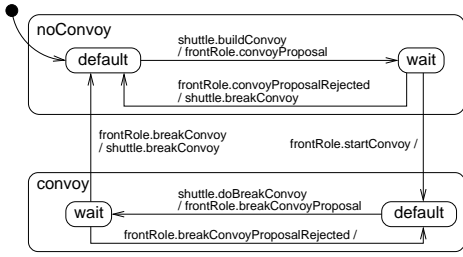 noConvoy
default
shuttle.buildConvoy
/ frontRole.convoyProposal
wait
frontRole.convoyProposalRejected
/ shuttle.breakConvoy
frontRole.breakConvoy
/ shuttle.breakConvoy
frontRole.startConvoy /
convoy
wait
shuttle.doBreakConvoy
/ frontRole.breakConvoyProposal
default
frontRole.breakConvoyProposalRejected /